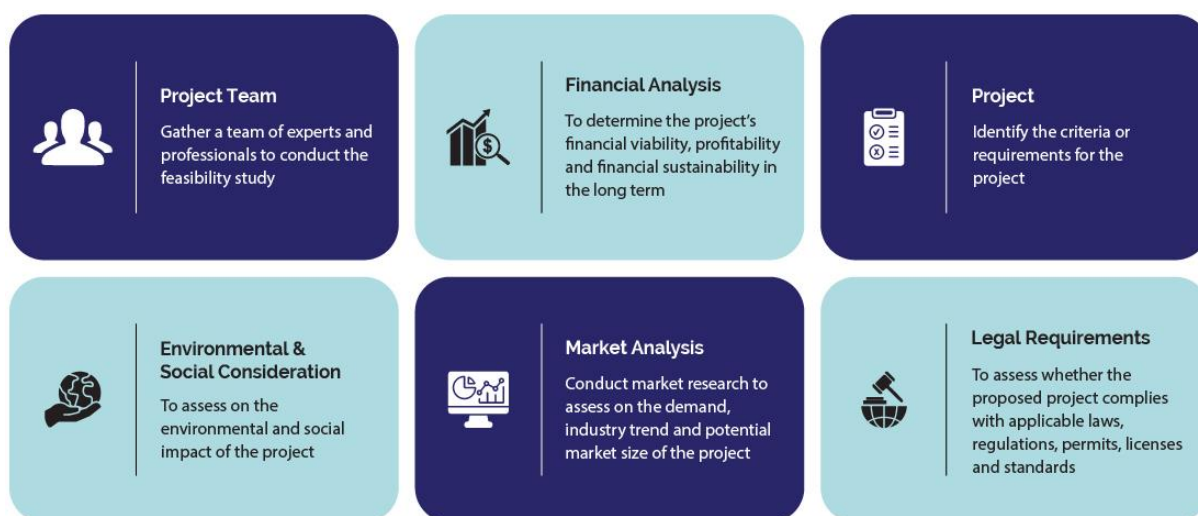 Project Team
Gather a team of experts and
professionals to conduct the
feasibility study
Financial Analysis
To determine the project's
financial viability, profitability
and financial sustainability in
the long term
Project
Identify the criteria or
requirements for the
project
Environmental &
Social Consideration
To assess on the
environmental and social
impact of the project
Market Analysis
Conduct market research to
assess on the demand,
industry trend and potential
market size of the project
Legal Requirements
To assess whether the
proposed project complies
with applicable laws,
regulations, permits, licenses
and standards